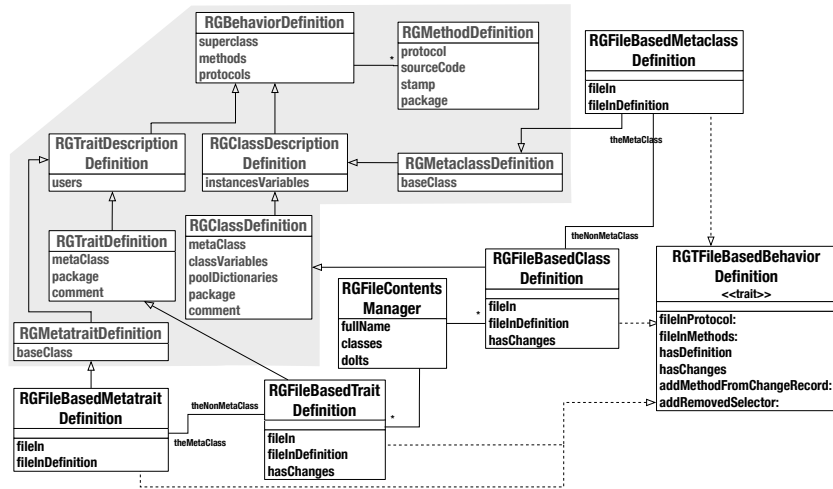 RGBehaviorDefinition
superclass
methods
protocols
*
RGMethodDefinition
protocol
sourceCode
stamp
package
RGFileBasedMetaclass
Definition
fileIn
fileInDefinition
theMetaClass
RGTraitDescription
Definition
users
RGClassDescription
Definition
instancesVariables
RGMetaclassDefinition
baseClass
RGTraitDefinition
metaClass
package
comment
RGClassDefinition
metaClass
classVariables
poolDictionaries
package
comment
theNonMetaClass
RGFileBasedClass
Definition
fileIn
fileInDefinition
hasChanges
RGTFileBasedBehavior
Definition
<<trait>>
fileInProtocol:
fileInMethods:
hasDefinition
hasChanges
addMethodFromChangeRecord:
addRemovedSelector:
RGFileContents
Manager
fullName
classes
doIts
*
RGMetatraitDefinition
baseClass
RGFileBasedMetatrait
Definition
fileIn
fileInDefinition
theNonMetaClass
theMetaClass
RGFileBasedTrait
Definition
fileIn
fileInDefinition
hasChanges
*